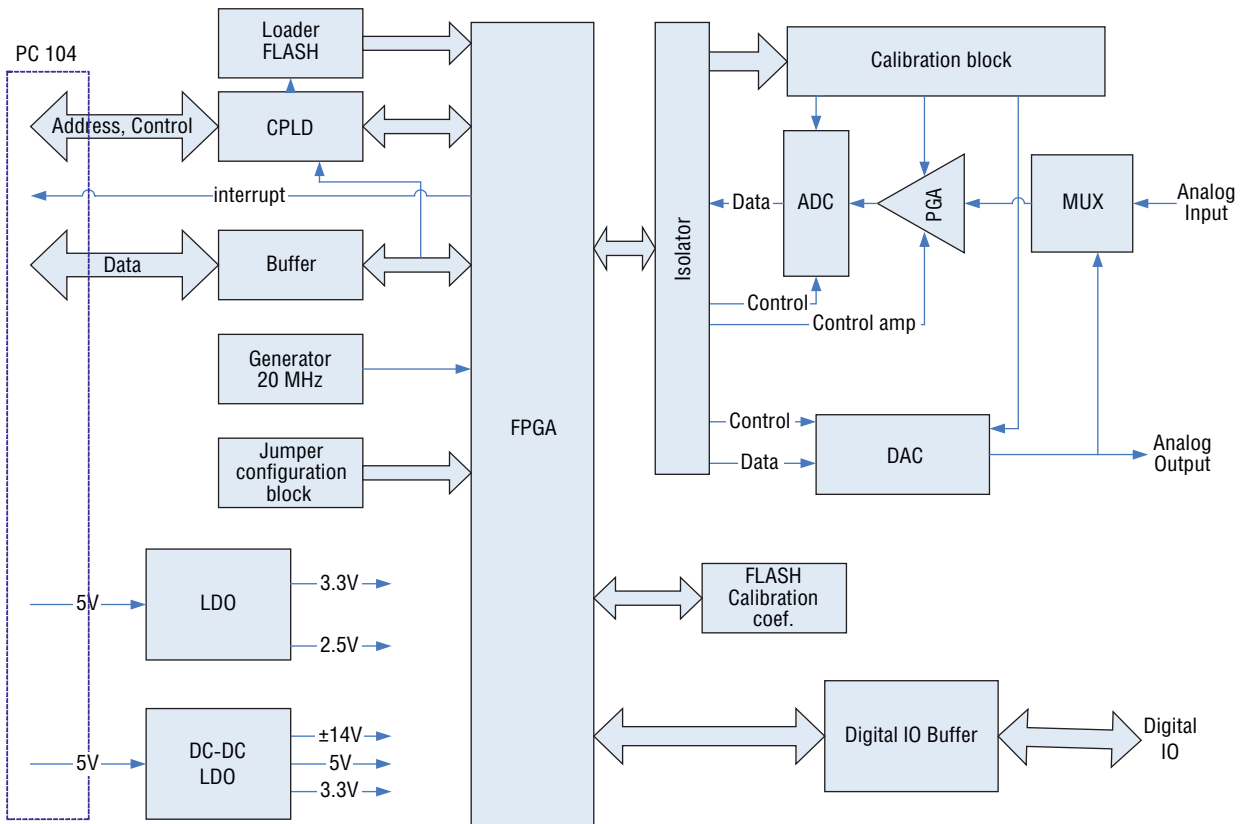 PC 104
Loader
FLASH
Calibration block
Address, Control
CPLD
interrupt
Data
ADC
PGA
MUX
Analog
Input
Data
Buffer
Isolator
Control
Control amp
Generator
20 MHz
FPGA
Jumper
configuration
block
Control
Data
DAC
Analog
Output
5V
LDO
3.3V
2.5V
FLASH
Calibration
coef.
5V
DC-DC
LDO
±14V
5V
3.3V
Digital IO Buffer
Digital
IO